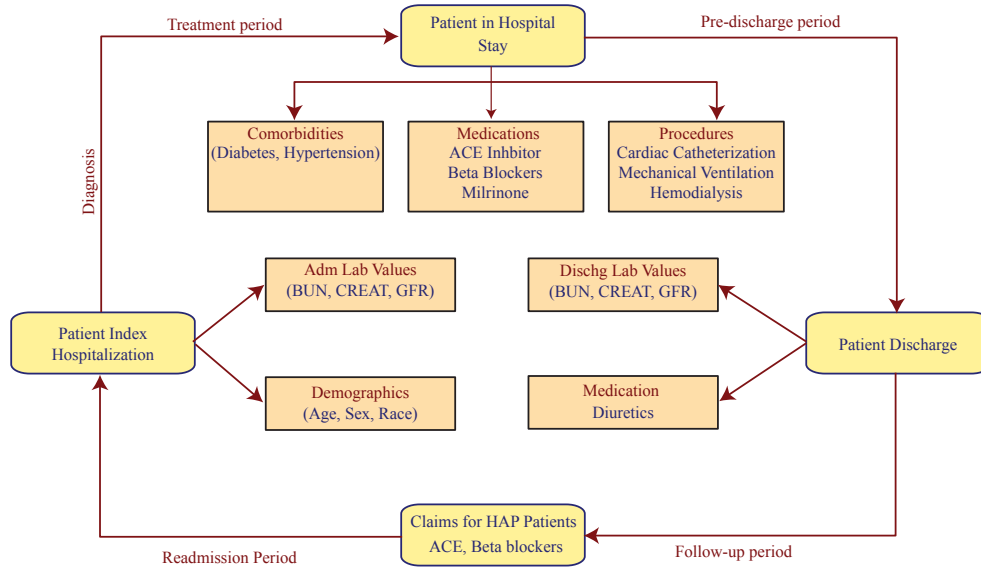 Treatment period
Patient in Hospital
Stay
Pre-discharge period
Diagnosis
Comorbidities
(Diabetes, Hypertension)
Medications
ACE Inhbitor
Beta Blockers
Milrinone
Procedures
Cardiac Catheterization
Mechanical Ventilation
Hemodialysis
Adm Lab Values
(BUN, CREAT, GFR)
Dischg Lab Values
(BUN, CREAT, GFR)
Patient Index
Hospitalization
Patient Discharge
Demographics
(Age, Sex, Race)
Medication
Diuretics
Claims for HAP Patients
ACE, Beta blockers
Readmission Period
Follow-up period